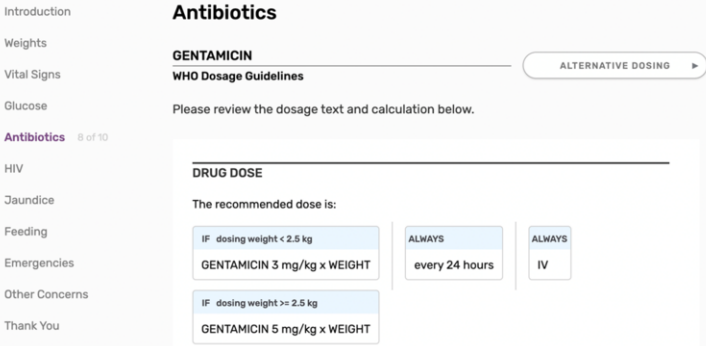 Introduction
Weights
Vital Signs
Glucose
Antibiotics 8 of 10
HIV
Jaundice
Feeding
Emergencies
Other Concerns
Thank You
Antibiotics
GENTAMICIN
WHO Dosage Guidelines
ALTERNATIVE DOSING ►
Please review the dosage text and calculation below.
DRUG DOSE
The recommended dose is:
IF dosing weight < 2.5 kg
GENTAMICIN 3 mg/kg x WEIGHT
ALWAYS
every 24 hours
ALWAYS
IV
IF dosing weight >= 2.5 kg
GENTAMICIN 5 mg/kg x WEIGHT